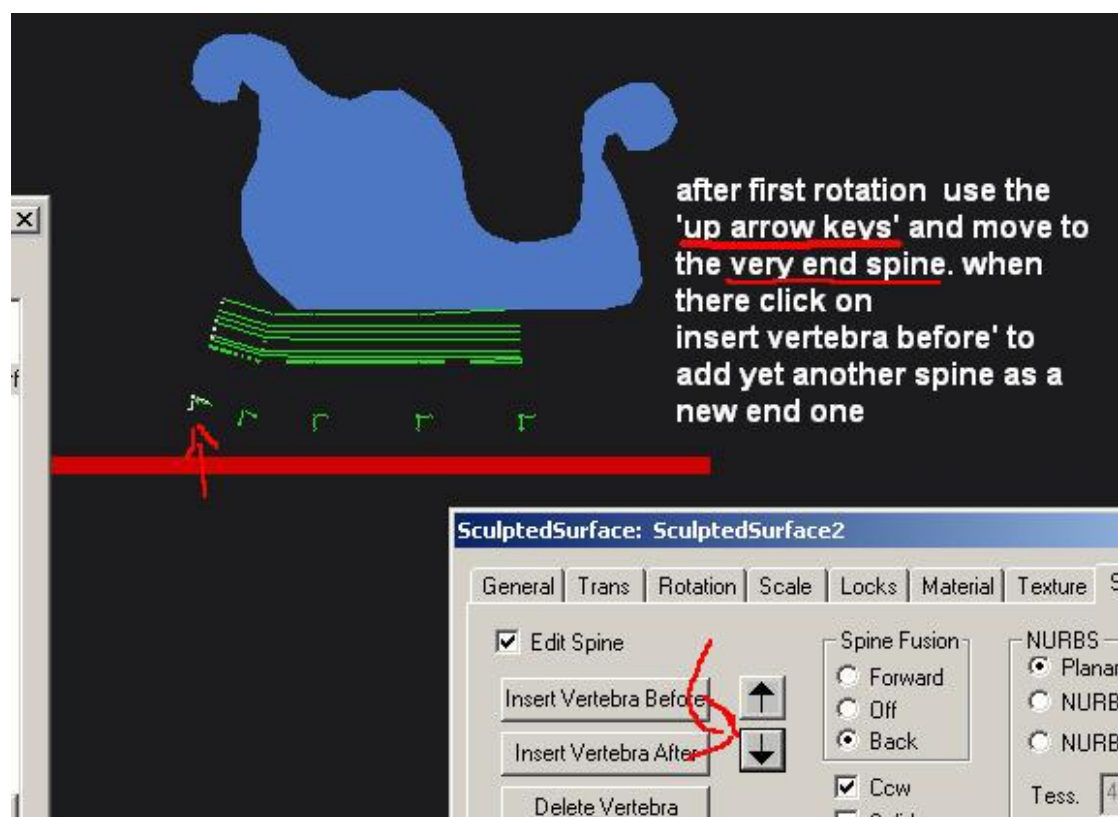 after first rotation use the
'up arrow keys' and move to
the very end spine. when
there click on
insert vertebra before' to
add yet another spine as a
new end one
SculptedSurface: SculptedSurface2
General Trans Rotation Scale Locks Material Texture S
Edit Spine
Spine Fusion
NURBS
Insert Vertebra Before
Forward
Planar
Off
NURB
Insert Vertebra After
Back
NURB
Delete Vertebra
Ccw
Tess. 4